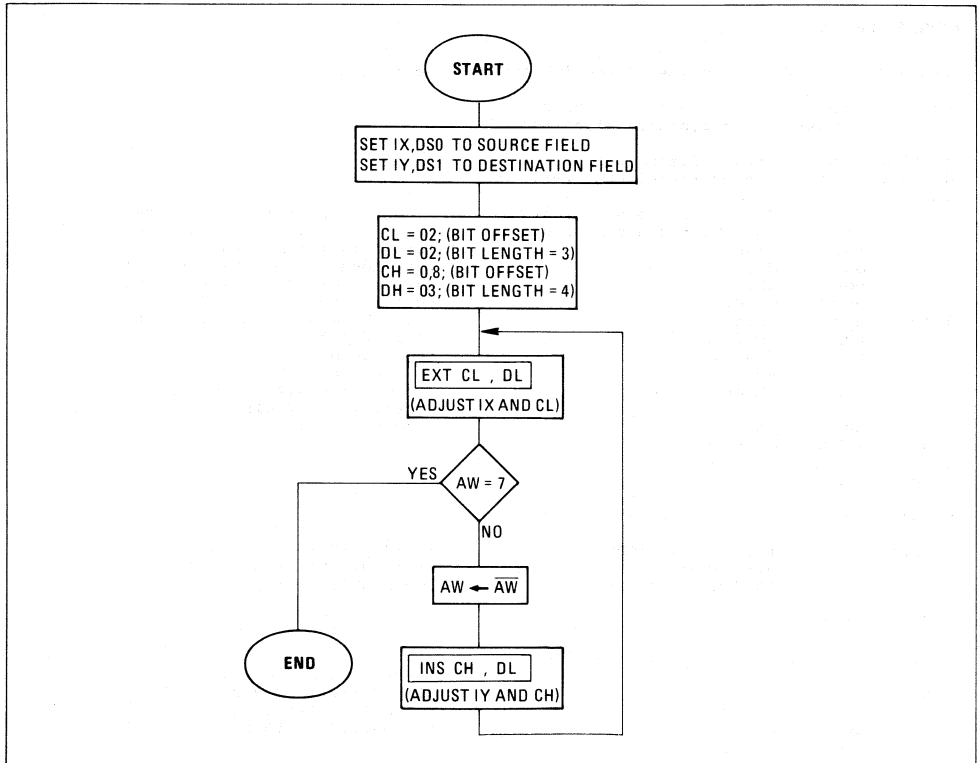 START
SET IX,DS0 TO SOURCE FIELD
SET IY,DS1 TO DESTINATION FIELD
CL = 02; (BIT OFFSET)
DL = 02; (BIT LENGTH = 3)
CH = 0,8; (BIT OFFSET)
DH = 03; (BIT LENGTH = 4)
EXT CL , DL
(ADJUST IX AND CL)
YES
AW = 7
NO
AW ← A̅W̅
END
INS CH , DL
(ADJUST IY AND CH)